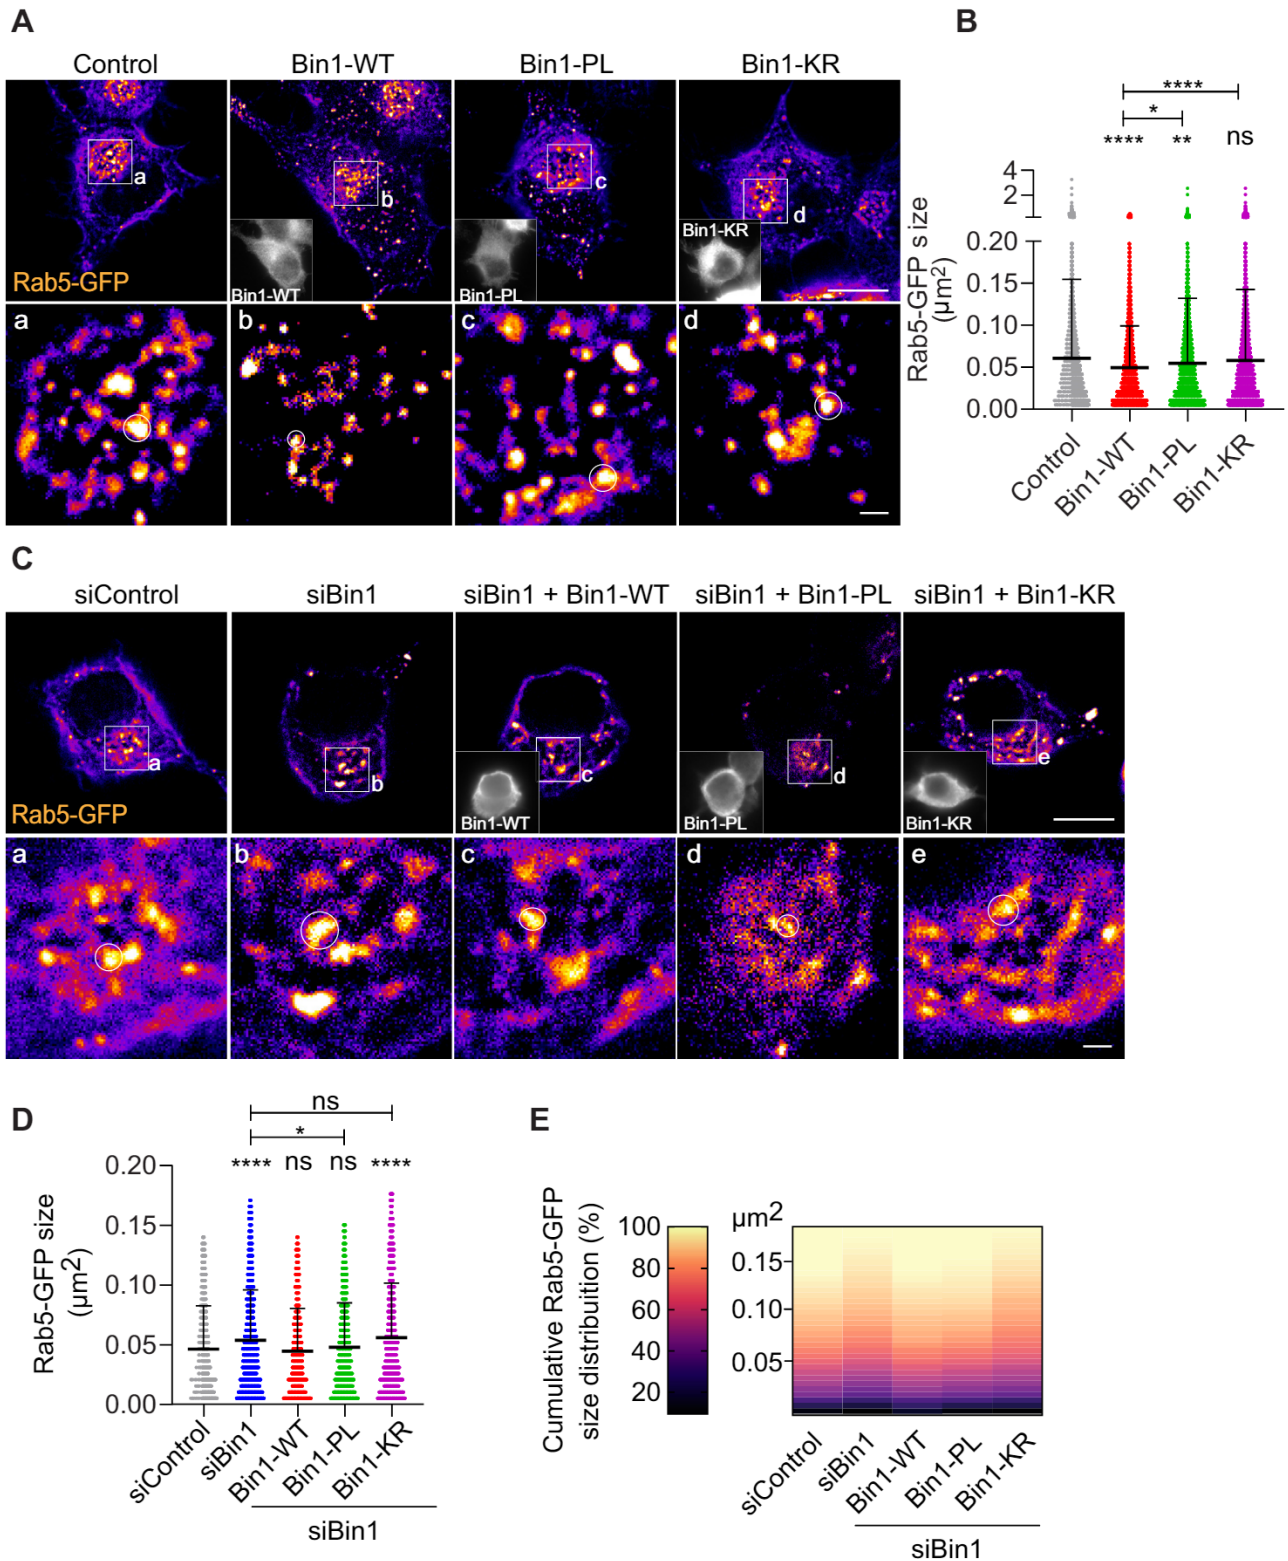 A
Control
Bin1-WT
Bin1-PL
Bin1-KR
a
b
c
d
Bin1-KR
Rab5-GFP
Bin1-WT
Bin1-PL
a
b
c
d
B
****
*
****
**
ns
4
2
0.20
0.15
0.10
0.05
0.00
Rab5-GFP size
(µm²)
Control
Bin1-WT
Bin1-PL
Bin1-KR
C
siControl
siBin1
siBin1 + Bin1-WT
siBin1 + Bin1-PL
siBin1 + Bin1-KR
a
b
c
d
e
Rab5-GFP
Bin1-WT
Bin1-PL
Bin1-KR
a
b
c
d
e
D
ns
*
****
ns
ns
****
0.20
0.15
0.10
0.05
0.00
Rab5-GFP size
(µm²)
siControl
siBin1
Bin1-WT
Bin1-PL
Bin1-KR
siBin1
E
Cumulative Rab5-GFP
size distribution (%)
100
80
60
40
20
µm²
0.10
0.05
siControl
siBin1
Bin1-WT
Bin1-PL
Bin1-KR
siBin1